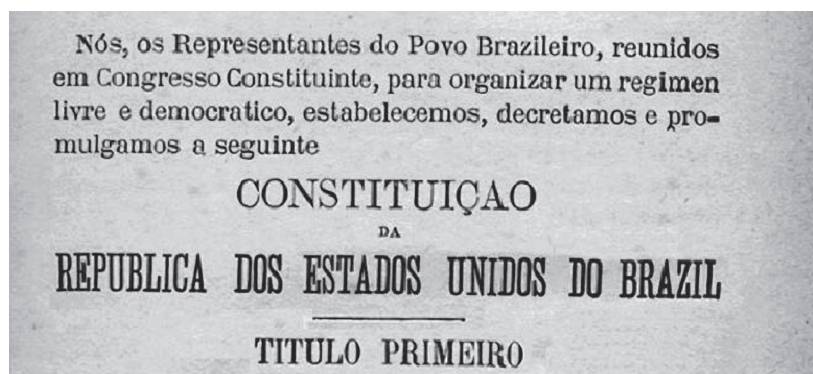 Nós, os Representantes do Povo Brazileiro, reunidos
em Congresso Constituinte, para organizar um regimen
livre e democratico, estabelecemos, decretamos e pro-
mulgamos a seguinte
CONSTITUIÇAO
DA
REPUBLICA DOS ESTADOS UNIDOS DO BRAZIL
TITULO PRIMEIRO